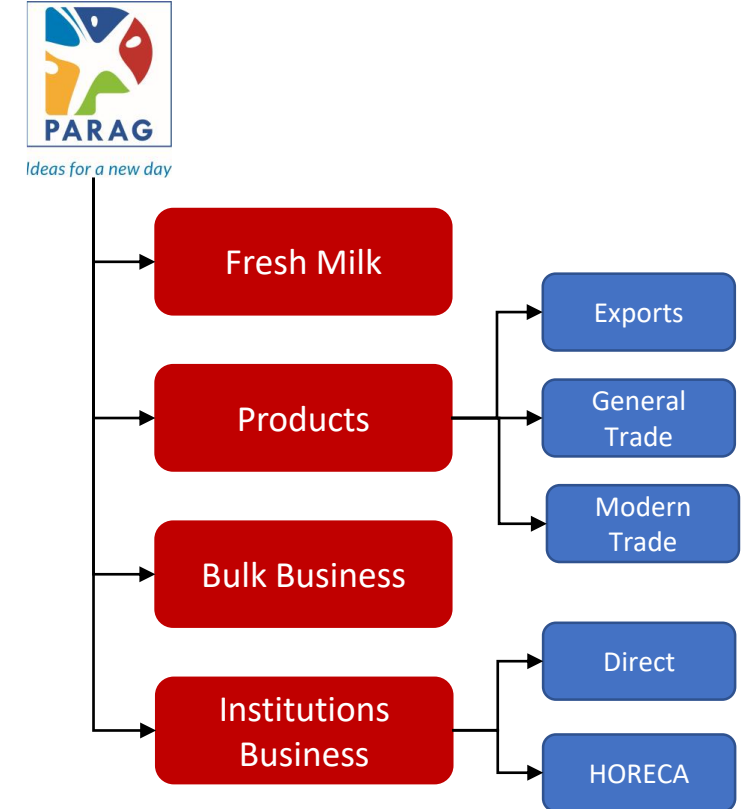 PARAG
Ideas for a new day
Fresh Milk
Products
Exports
General
Trade
Modern
Trade
Bulk Business
Institutions
Business
Direct
HORECA